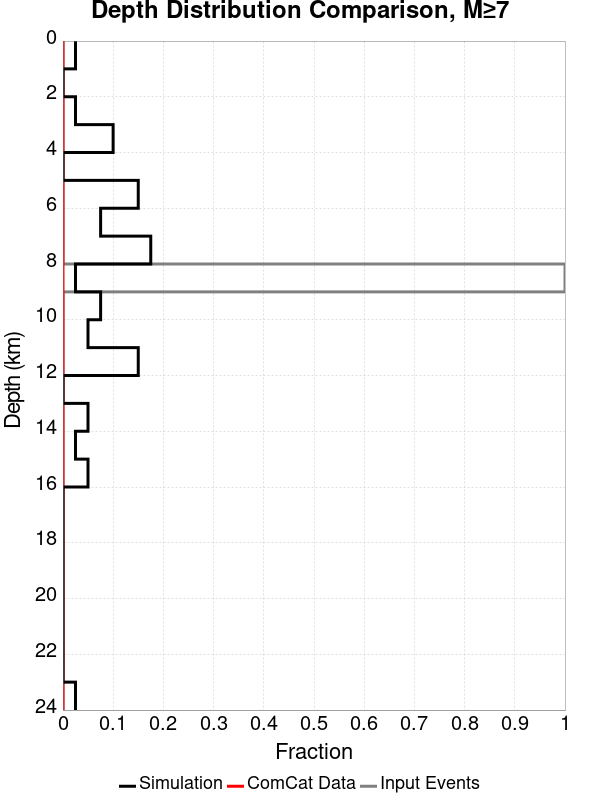 Depth Distribution Comparison, M≥7
0
2
4
6
8
10
12
14
16
18
20
22
24
Depth (km)
0 0.1 0.2 0.3 0.4 0.5 0.6 0.7 0.8 0.9 1
Fraction
Simulation ComCat Data Input Events